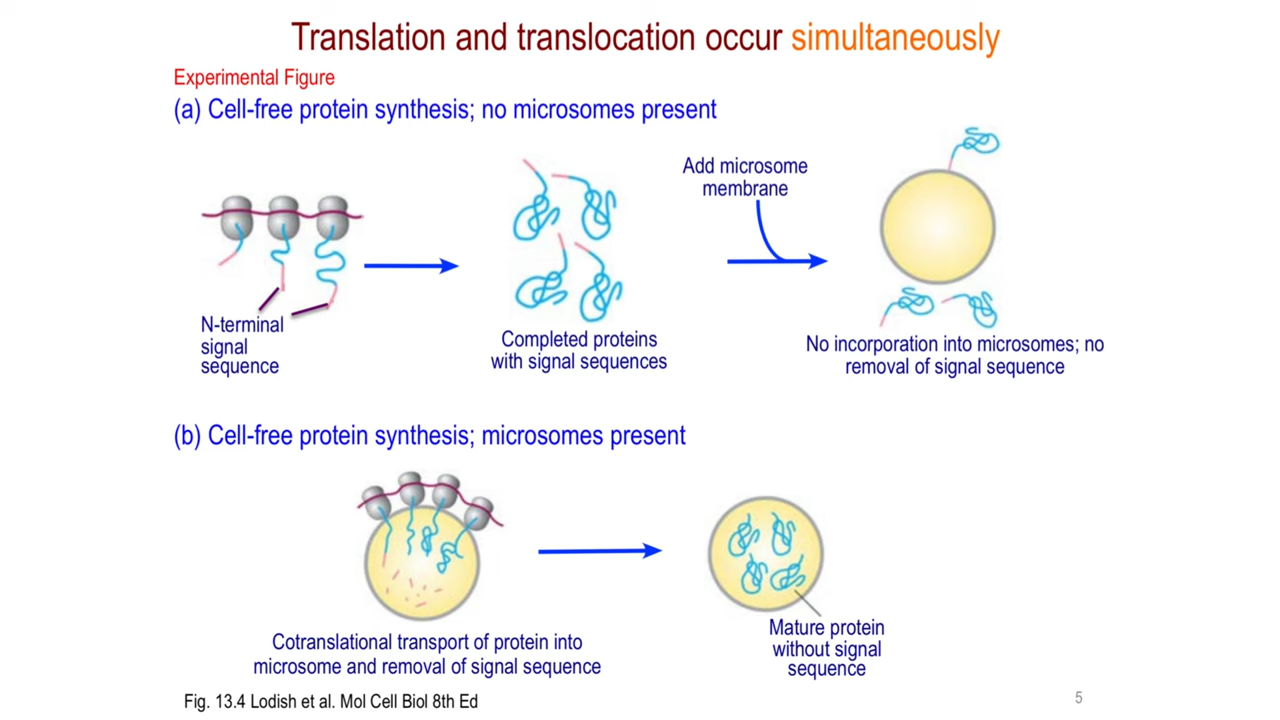 Translation and translocation occur simultaneously
Experimental Figure
(a) Cell-free protein synthesis; no microsomes present
Add microsome
membrane
N-terminal
signal
sequence
Completed proteins
with signal sequences
No incorporation into microsomes; no
removal of signal sequence
(b) Cell-free protein synthesis; microsomes present
Cotranslational transport of protein into
microsome and removal of signal sequence
Mature protein
without signal
sequence
Fig. 13.4 Lodish et al. Mol Cell Biol 8th Ed
5